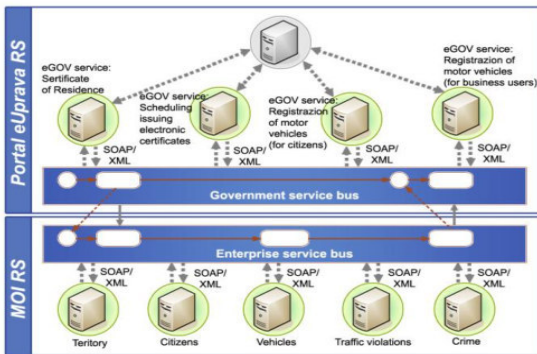 Portal eUprava RS
eGOV service:
Sertificate
of Residence
eGOV service:
Scheduling
issuing
electronic
certificates
eGOV service:
Registrazion
of motor
vehicles
(for citizens)
eGOV service:
Registrazion of
motor vehicles
(for business users)
SOAP/
XML
SOAP/
XML
SOAP/
XML
SOAP/
XML
Government service bus
MOI RS
Enterprise service bus
SOAP/
XML
SOAP/
XML
SOAP/
XML
SOAP/
XML
SOAP/
XML
Teritory
Citizens
Vehicles
Traffic violations
Crime